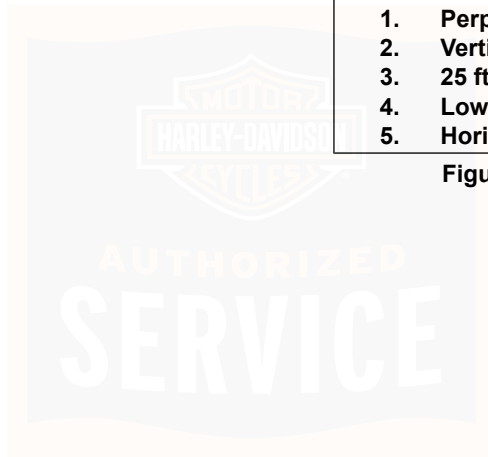 1. Perp
2. Verti
3. 25 ft
4. Low
5. Hori
Figu
MOTOR
HARLEY-DAVIDSON
CYCLES
AUTHORIZED
SERVICE